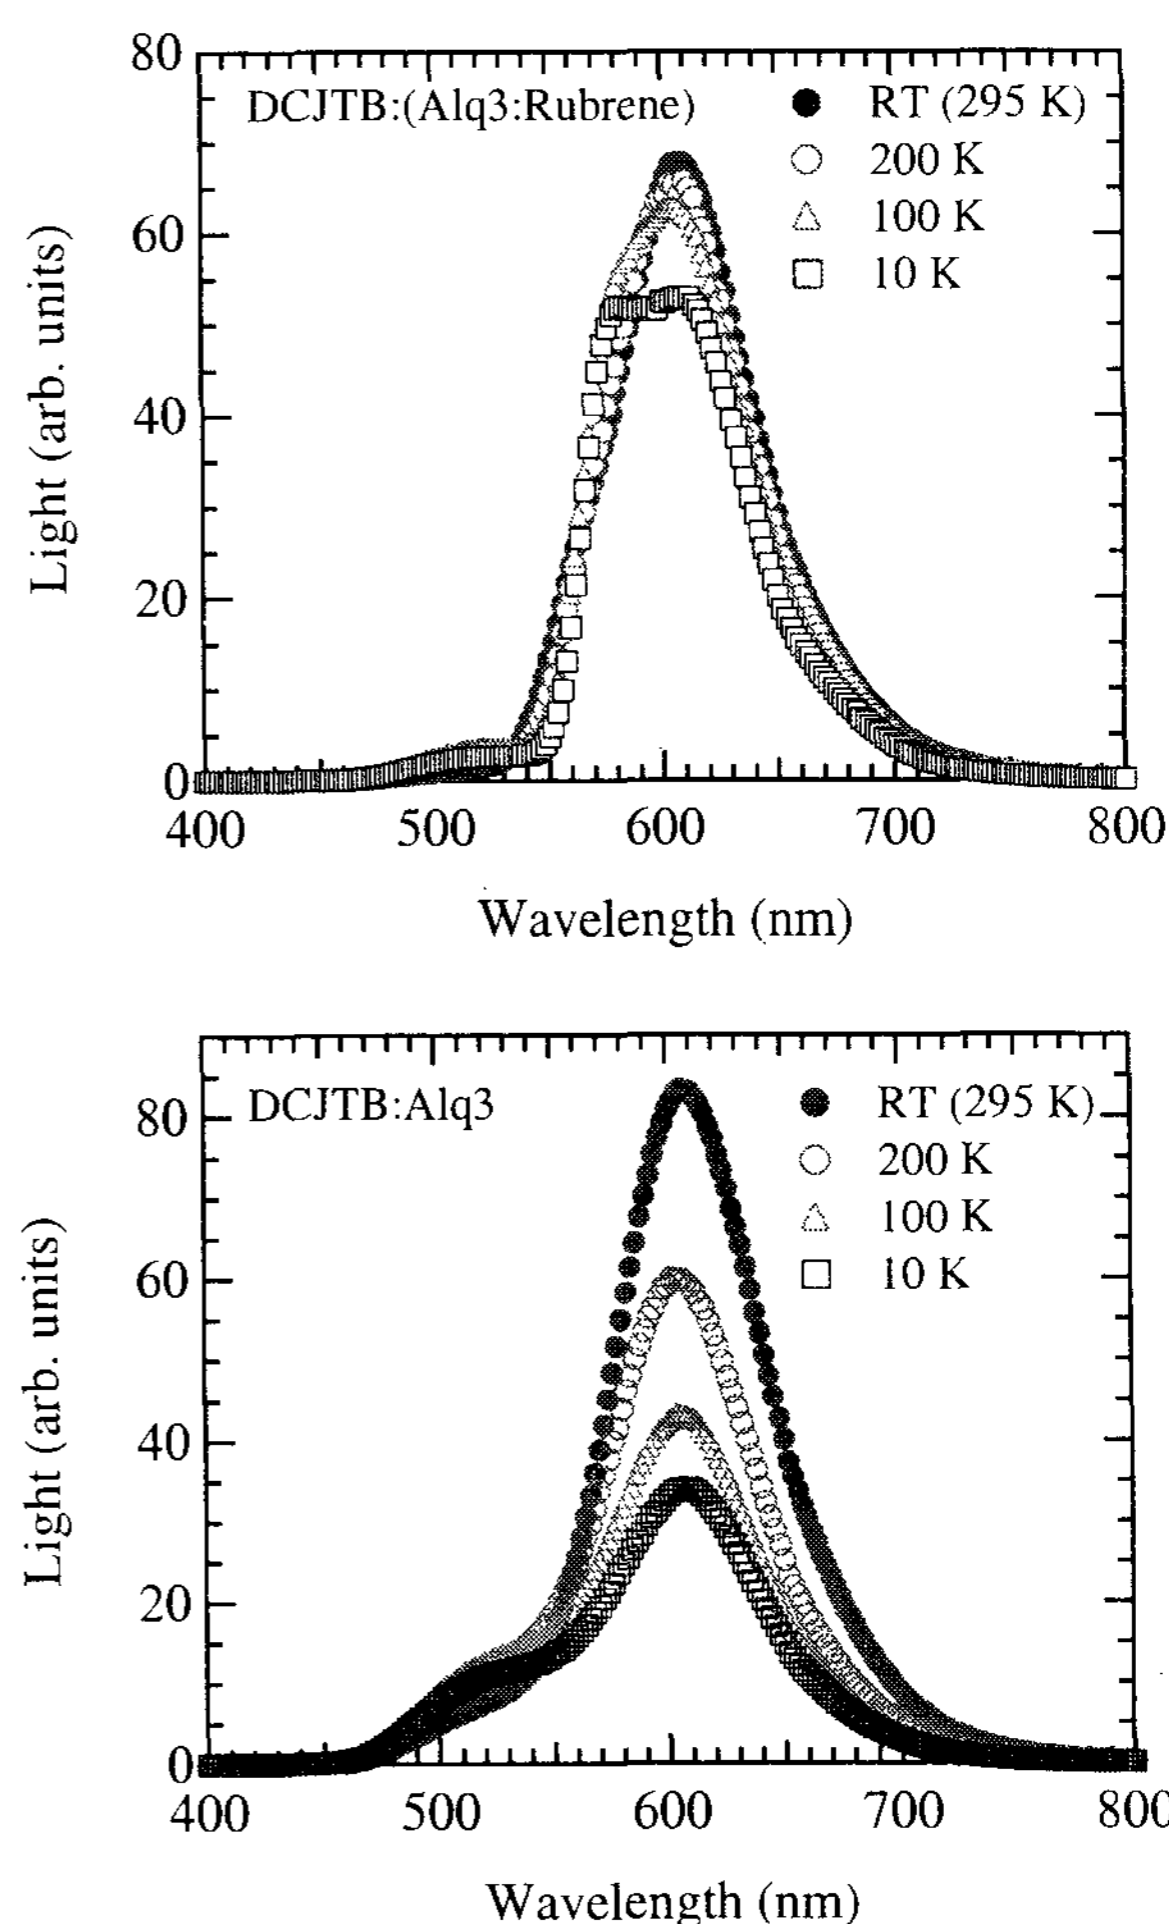 80
DCJTB:(Alq3:Rubrene)
RT (295 K)
200 K
100 K
10 K
60
40
20
0
Light (arb. units)
400 500 600 700 800
Wavelength (nm)
DCJTB:Alq3
RT (295 K)
200 K
100 K
10 K
80
60
40
20
0
Light (arb. units)
400 500 600 700 800
Wavelength (nm)